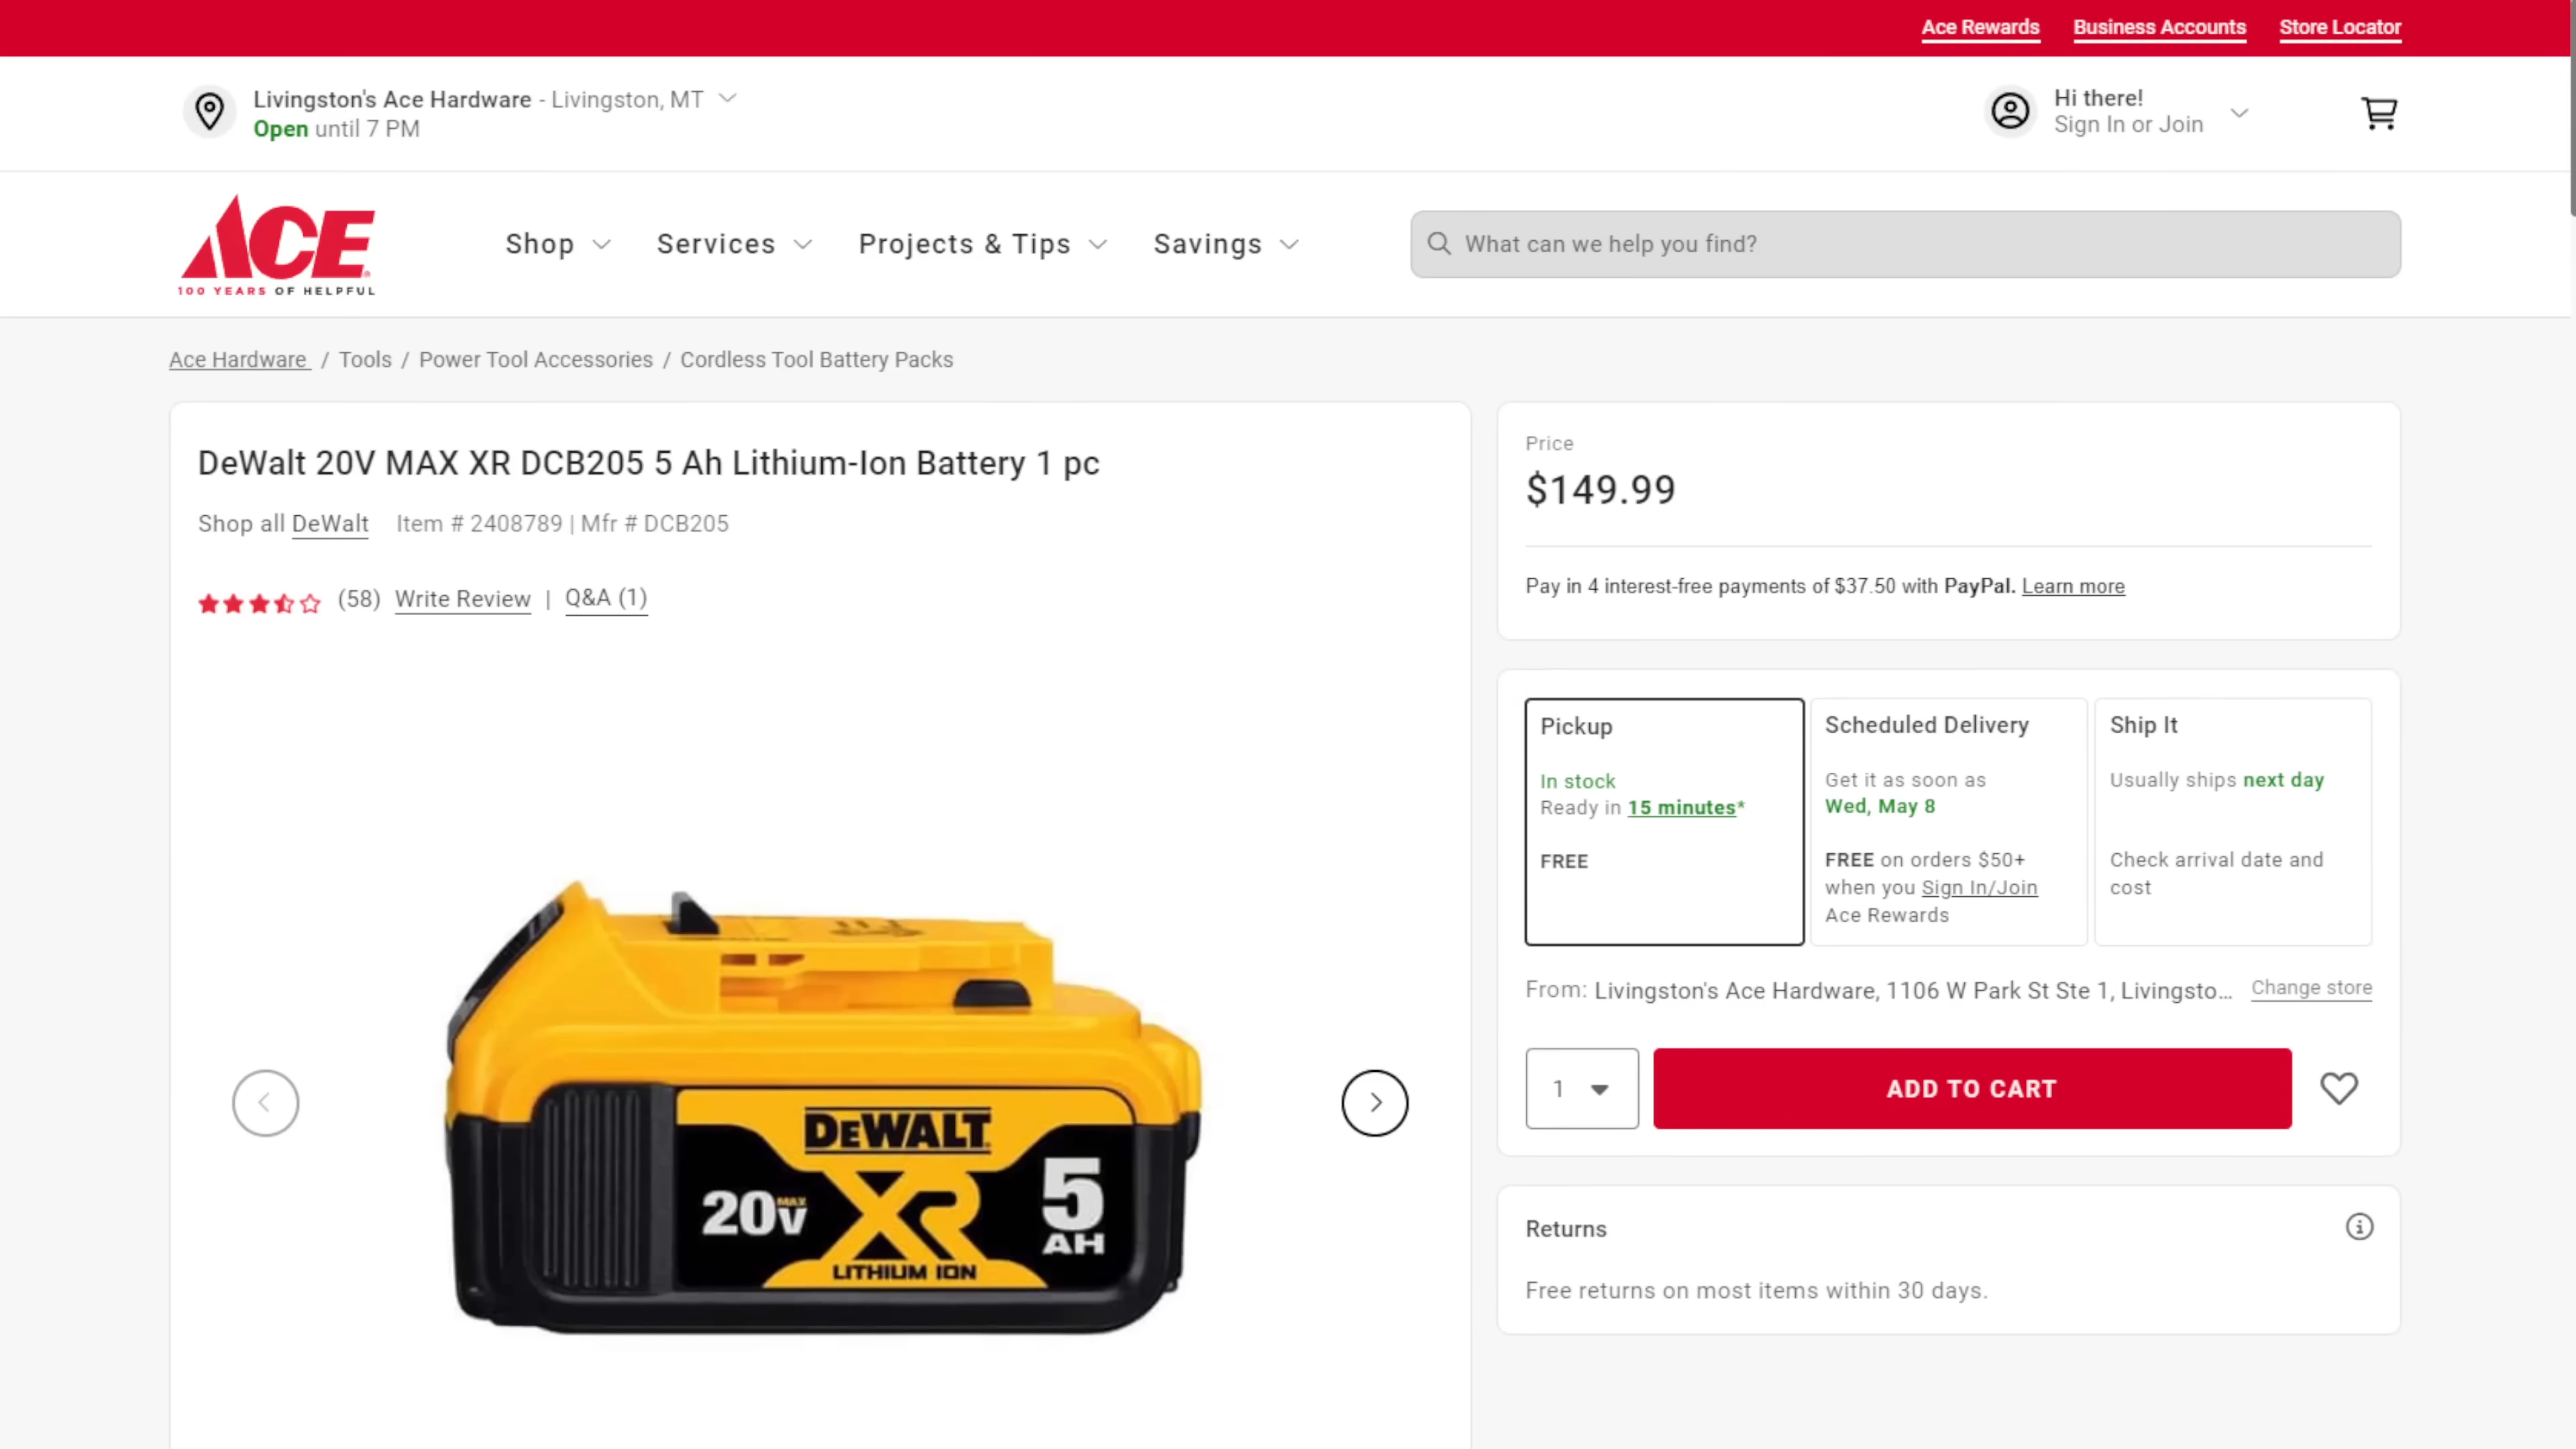 Ace Rewards Business Accounts Store Locator
Livingston's Ace Hardware - Livingston, MT
Open until 7 PM
Hi there!
Sign In or Join
ACE
100 YEARS OF HELPFUL
Shop Services Projects & Tips Savings
What can we help you find?
Ace Hardware / Tools / Power Tool Accessories / Cordless Tool Battery Packs
DeWalt 20V MAX XR DCB205 5 Ah Lithium-Ion Battery 1 pc
Shop all DeWalt Item # 2408789 | Mfr # DCB205
(58) Write Review | Q&A (1)
DEWALT
20V MAX XR 5 AH
LITHIUM ION
Price
$149.99
Pay in 4 interest-free payments of $37.50 with PayPal. Learn more
Pickup
In stock
Ready in 15 minutes*
FREE
Scheduled Delivery
Get it as soon as
Wed, May 8
FREE on orders $50+
when you Sign In/Join
Ace Rewards
Ship It
Usually ships next day
Check arrival date and
cost
From: Livingston's Ace Hardware, 1106 W Park St Ste 1, Livingsto... Change store
1 ADD TO CART
Returns
Free returns on most items within 30 days.